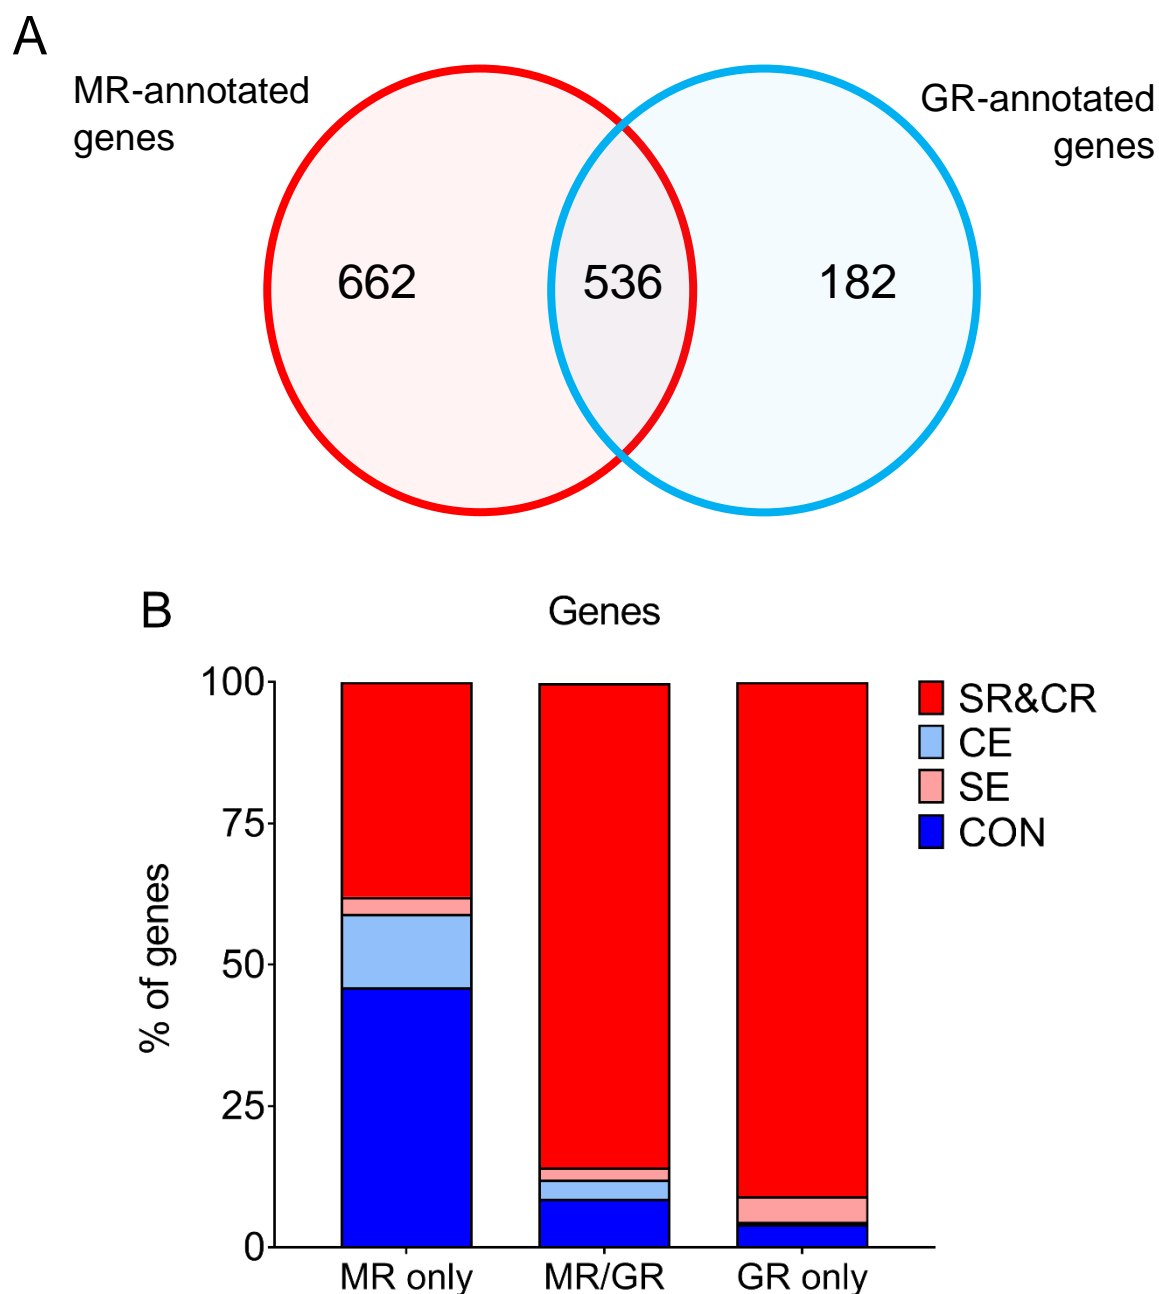 A
MR-annotated
genes
GR-annotated
genes
662
536
182
B
Genes
% of genes
100
75
50
25
0
MR only
MR/GR
GR only
SR&CR
CE
SE
CON